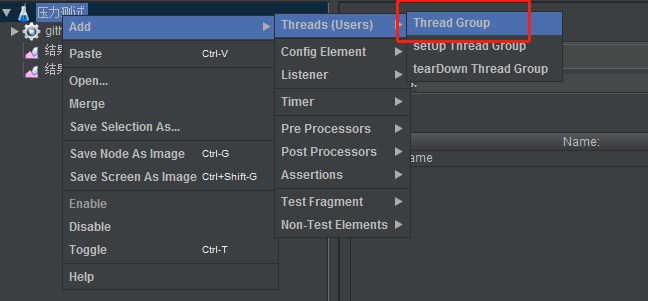 压力测试
gith
结果
结果
Add
Paste Ctrl-V
Open...
Merge
Save Selection As...
Save Node As Image Ctrl-G
Save Screen As Image Ctrl+Shift-G
Enable
Disable
Toggle Ctrl-T
Help
Threads (Users)
Config Element
Listener
Timer
Pre Processors
Post Processors
Assertions
Test Fragment
Non-Test Elements
Thread Group
setUp Thread Group
tearDown Thread Group
Name:
ame